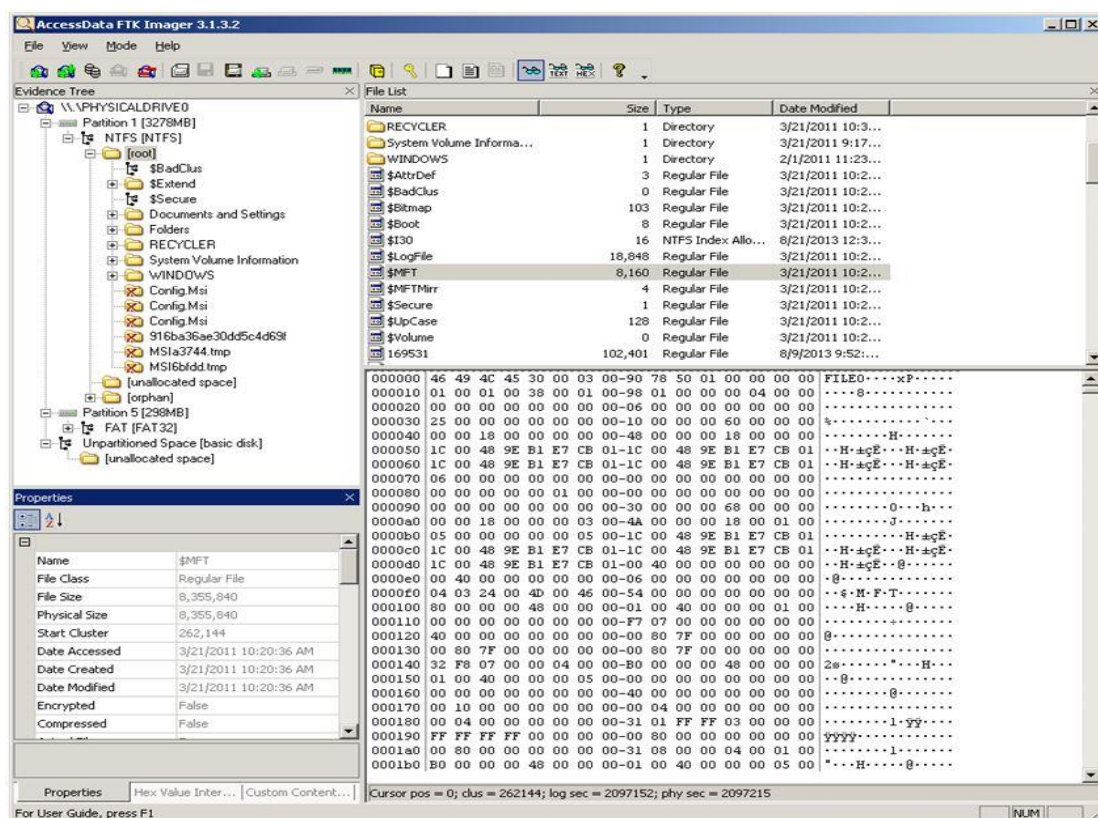 AccessData FTK Imager 3.1.3.2
File View Mode Help
Evidence Tree
\\.\PHYSICALDRIVE0
Partition 1 [3278MB]
NTFS [NTFS]
[root]
$BadClus
$Extend
$Secure
Documents and Settings
Folders
RECYCLER
System Volume Information
WINDOWS
Config.Msi
Config.Msi
Config.Msi
916ba36ae30dd5c4d69f
MSIa3744.tmp
MSI6bfdd.tmp
[unallocated space]
[orphan]
Partition 5 [298MB]
FAT [FAT32]
Unpartitioned Space [basic disk]
[unallocated space]
File List
Name Size Type Date Modified
RECYCLER 1 Directory 3/21/2011 10:3...
System Volume Informa... 1 Directory 3/21/2011 9:17...
WINDOWS 1 Directory 2/1/2011 11:23...
$AttrDef 3 Regular File 3/21/2011 10:2...
$BadClus 0 Regular File 3/21/2011 10:2...
$Bitmap 103 Regular File 3/21/2011 10:2...
$Boot 8 Regular File 3/21/2011 10:2...
$I30 16 NTFS Index Allo... 8/21/2013 12:3...
$LogFile 18,848 Regular File 3/21/2011 10:2...
$MFT 8,160 Regular File 3/21/2011 10:2...
$MFTMirr 4 Regular File 3/21/2011 10:2...
$Secure 1 Regular File 3/21/2011 10:2...
$UpCase 128 Regular File 3/21/2011 10:2...
$Volume 0 Regular File 3/21/2011 10:2...
169531 102,401 Regular File 8/9/2013 9:52:...
000000 46 49 4C 45 30 00 03 00-90 78 50 01 00 00 00 00 FILE0····xP·····
000010 01 00 01 00 38 00 01 00-98 01 00 00 00 04 00 00 ····8···········
000020 00 00 00 00 00 00 00 00-06 00 00 00 00 00 00 00 ················
000030 25 00 00 00 00 00 00 00-10 00 00 00 60 00 00 00 %···········`···
000040 00 00 18 00 00 00 00 00-48 00 00 00 18 00 00 00 ········H·······
000050 1C 00 48 9E B1 E7 CB 01-1C 00 48 9E B1 E7 CB 01 ··H·±çË···H·±çË·
000060 1C 00 48 9E B1 E7 CB 01-1C 00 48 9E B1 E7 CB 01 ··H·±çË···H·±çË·
000070 06 00 00 00 00 00 00 00-00 00 00 00 00 00 00 00 ················
000080 00 00 00 00 00 01 00 00-00 00 00 00 00 00 00 00 ················
000090 00 00 00 00 00 00 00 00-30 00 00 00 68 00 00 00 ········0···h···
0000a0 00 00 18 00 00 00 03 00-4A 00 00 00 18 00 01 00 ········J·······
0000b0 05 00 00 00 00 00 05 00-1C 00 48 9E B1 E7 CB 01 ··········H·±çË·
0000c0 1C 00 48 9E B1 E7 CB 01-1C 00 48 9E B1 E7 CB 01 ··H·±çË···H·±çË·
0000d0 1C 00 48 9E B1 E7 CB 01-00 40 00 00 00 00 00 00 ··H·±çË··@······
0000e0 00 40 00 00 00 00 00 00-06 00 00 00 00 00 00 00 ·@··············
0000f0 04 03 24 00 4D 00 46 00-54 00 00 00 00 00 00 00 ··$·M·F·T·······
000100 80 00 00 00 48 00 00 00-01 00 40 00 00 00 01 00 ····H·····@·····
000110 00 00 00 00 00 00 00 00-F7 07 00 00 00 00 00 00 ········÷·······
000120 40 00 00 00 00 00 00 00-00 80 7F 00 00 00 00 00 @···············
000130 00 80 7F 00 00 00 00 00-00 80 7F 00 00 00 00 00 ················
000140 32 F8 07 00 00 04 00 00-B0 00 00 00 48 00 00 00 2ø······°···H···
000150 01 00 40 00 00 00 05 00-00 00 00 00 00 00 00 00 ··@·············
000160 00 00 00 00 00 00 00 00-40 00 00 00 00 00 00 00 ········@·······
000170 00 10 00 00 00 00 00 00-00 04 00 00 00 00 00 00 ················
000180 00 04 00 00 00 00 00 00-31 01 FF FF 03 00 00 00 ········1·ÿÿ····
000190 FF FF FF FF 00 00 00 00-00 80 00 00 00 00 00 00 ÿÿÿÿ············
0001a0 00 80 00 00 00 00 00 00-31 08 00 00 04 00 01 00 ········1·······
0001b0 B0 00 00 00 48 00 00 00-01 00 40 00 00 00 05 00 °···H·····@·····
Properties
Name $MFT
File Class Regular File
File Size 8,355,840
Physical Size 8,355,840
Start Cluster 262,144
Date Accessed 3/21/2011 10:20:36 AM
Date Created 3/21/2011 10:20:36 AM
Date Modified 3/21/2011 10:20:36 AM
Encrypted False
Compressed False
Properties Hex Value Inter... Custom Content...
Cursor pos = 0; clus = 262144; log sec = 2097152; phy sec = 2097215
For User Guide, press F1
NUM